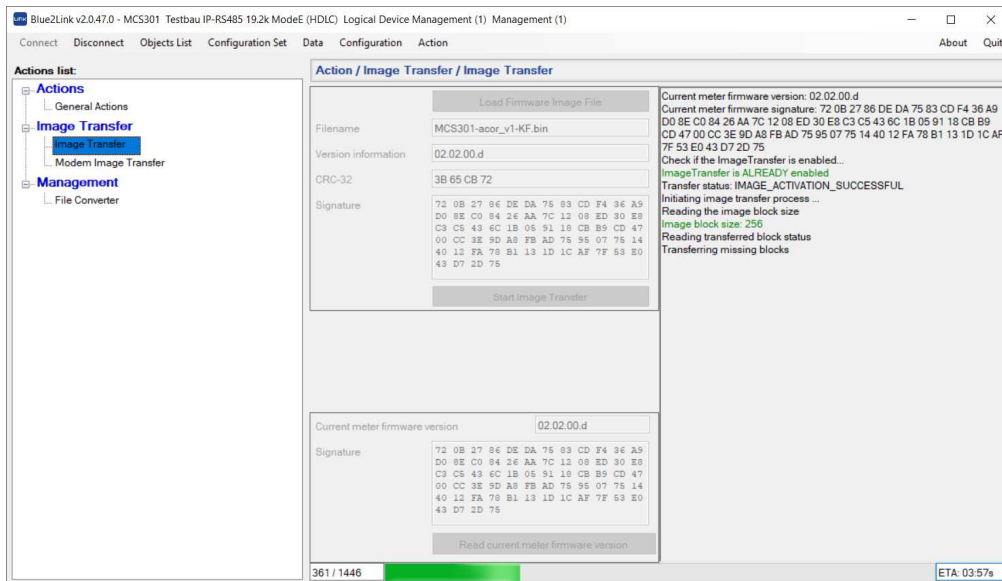 Blue2Link v2.0.47.0 - MCS301 Testbau IP-RS485 19.2k ModeE (HDLC) Logical Device Management (1) Management (1)
Connect Disconnect Objects List Configuration Set Data Configuration Action About Quit
Actions list:
Actions
General Actions
Image Transfer
Image Transfer
Modem Image Transfer
Management
File Converter
Action / Image Transfer / Image Transfer
Load Firmware Image File
Filename MCS301-acor_v1-KF.bin
Version information 02.02.00.d
CRC-32 3B 65 CB 72
Signature
72 0B 27 86 DE DA 75 83 CD F4 36 A9
D0 8E C0 84 26 AA 7C 12 08 ED 30 E8
C3 C5 43 6C 1B 05 91 18 CB B9 CD 47
00 CC 3E 9D A8 FB AD 75 95 07 75 14
40 12 FA 78 B1 13 1D 1C AF 7F 53 E0
43 D7 2D 75
Start Image Transfer
Current meter firmware version 02.02.00.d
Signature
72 0B 27 86 DE DA 75 83 CD F4 36 A9
D0 8E C0 84 26 AA 7C 12 08 ED 30 E8
C3 C5 43 6C 1B 05 91 18 CB B9 CD 47
00 CC 3E 9D A8 FB AD 75 95 07 75 14
40 12 FA 78 B1 13 1D 1C AF 7F 53 E0
43 D7 2D 75
Read current meter firmware version
Current meter firmware version: 02.02.00.d
Current meter firmware signature: 72 0B 27 86 DE DA 75 83 CD F4 36 A9
D0 8E C0 84 26 AA 7C 12 08 ED 30 E8 C3 C5 43 6C 1B 05 91 18 CB B9
CD 47 00 CC 3E 9D A8 FB AD 75 95 07 75 14 40 12 FA 78 B1 13 1D 1C AF
7F 53 E0 43 D7 2D 75
Check if the ImageTransfer is enabled...
ImageTransfer is ALREADY enabled
Transfer status: IMAGE_ACTIVATION_SUCCESSFUL
Initiating image transfer process ...
Reading the image block size
Image block size: 256
Reading transferred block status
Transferring missing blocks
361 / 1446
ETA: 03:57s